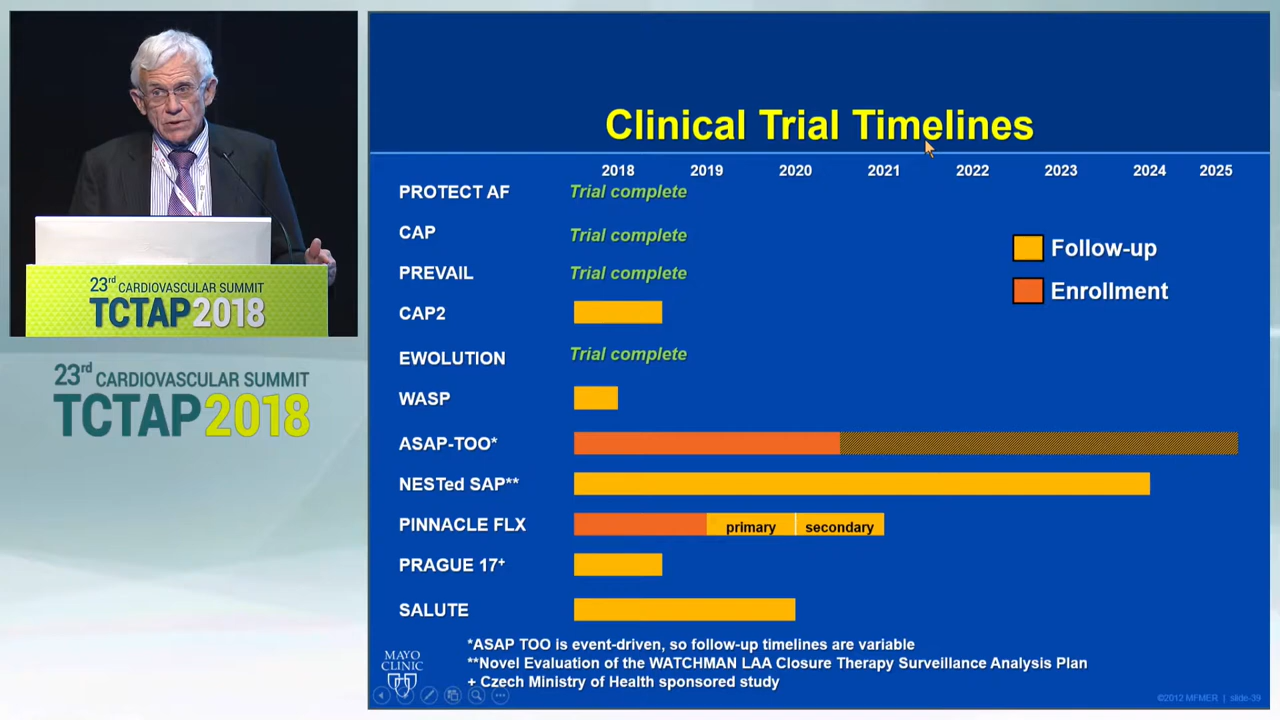 23rd CARDIOVASCULAR SUMMIT
TCTAP2018
23rd CARDIOVASCULAR SUMMIT
TCTAP2018
Clinical Trial Timelines
2018 2019 2020 2021 2022 2023 2024 2025
PROTECT AF Trial complete
CAP Trial complete
PREVAIL Trial complete
CAP2
EWOLUTION Trial complete
WASP
ASAP-TOO*
NESTed SAP**
PINNACLE FLX primary secondary
PRAGUE 17+
SALUTE
Follow-up
Enrollment
*ASAP TOO is event-driven, so follow-up timelines are variable
**Novel Evaluation of the WATCHMAN LAA Closure Therapy Surveillance Analysis Plan
+ Czech Ministry of Health sponsored study
MAYO
CLINIC
©2012 MFMER | slide-39